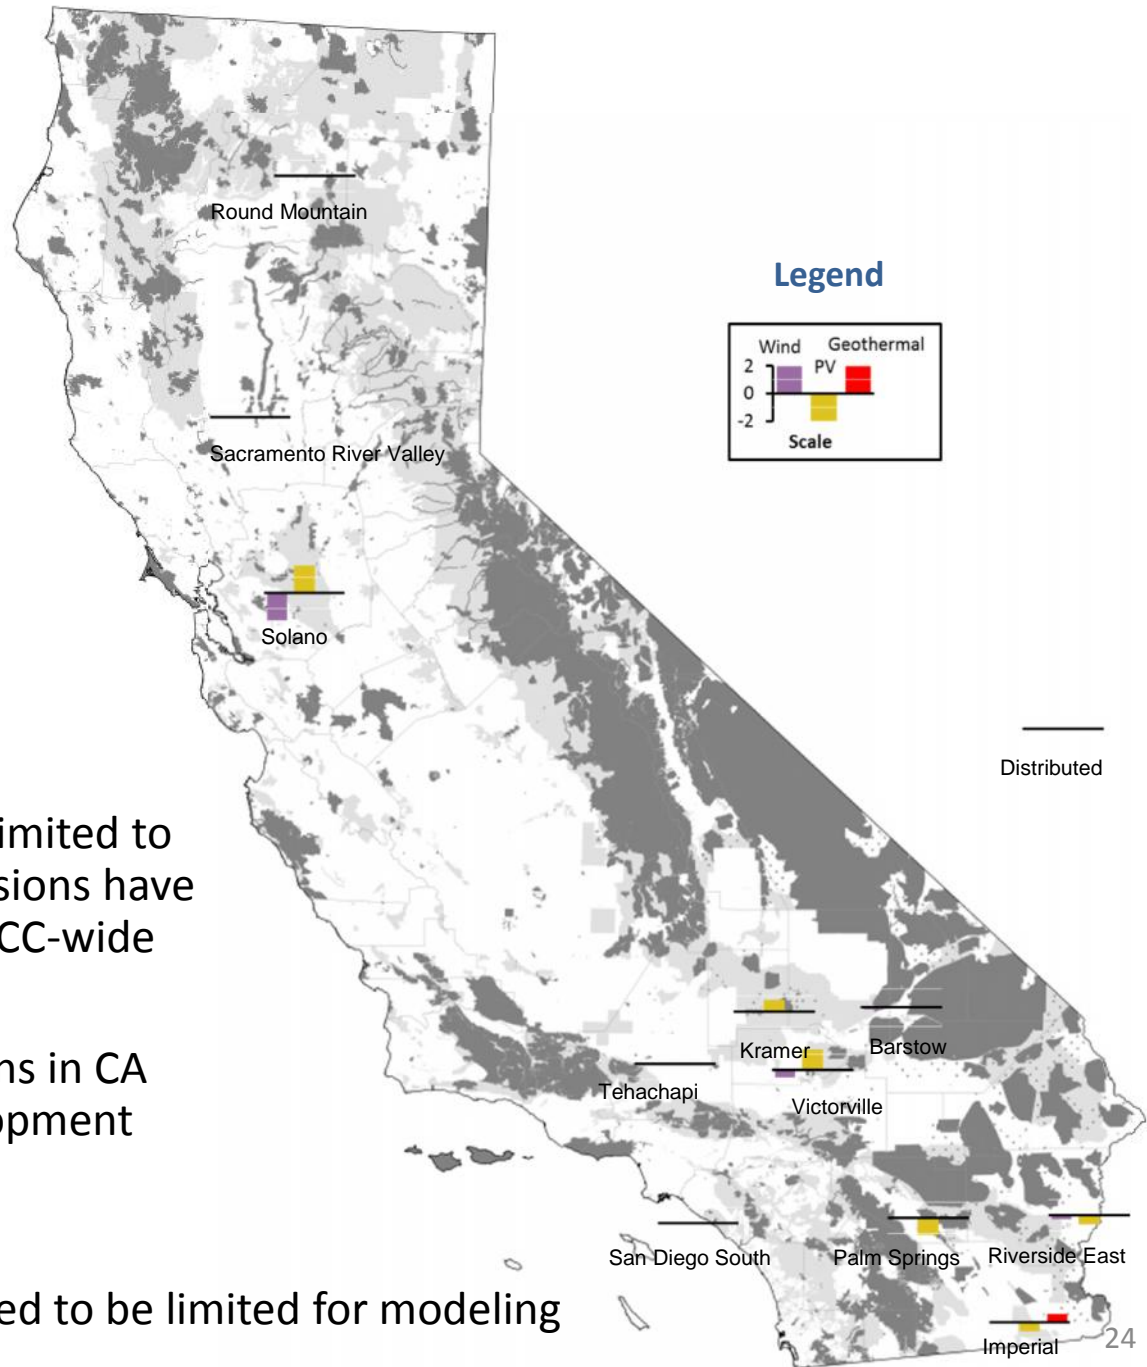 Round Mountain
Legend
Wind
Geothermal
PV
2
0
-2
Scale
Sacramento River Valley
Solano
Distributed
imited to
sions have
CC-wide
Kramer
Barstow
ns in CA
Tehachapi
Victorville
opment
San Diego South
Palm Springs
Riverside East
ed to be limited for modeling
Imperial
24